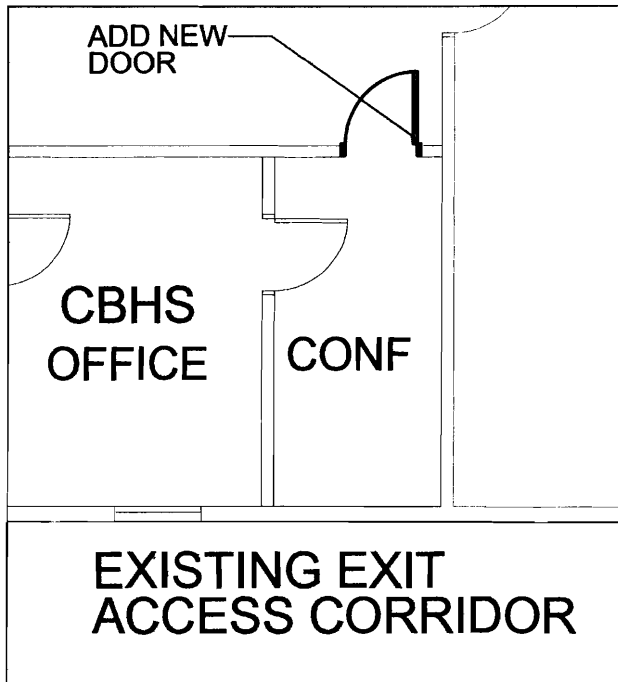 ADD NEW
DOOR
CBHS
OFFICE
CONF
EXISTING EXIT
ACCESS CORRIDOR